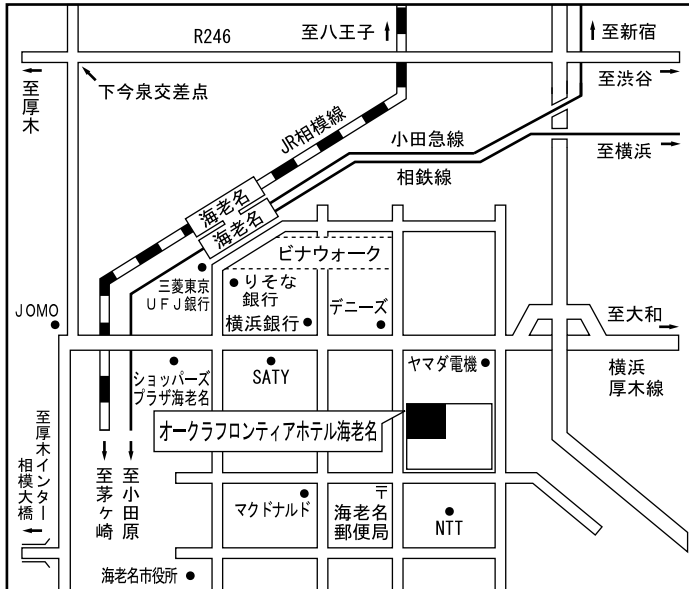 R246
至八王子
至新宿
至渋谷
至厚木
下今泉交差点
JR相模線
小田急線
至横浜
相鉄線
海老名
海老名
ビナウォーク
三菱東京
UFJ銀行
りそな
銀行
横浜銀行
デニーズ
JOMO
至大和
横浜
厚木線
ショッパーズ
プラザ海老名
SATY
ヤマダ電機
オークラフロンティアホテル海老名
至厚木インター
相模大橋
至茅ヶ崎
至小田原
マクドナルド
〒
海老名
郵便局
NTT
海老名市役所